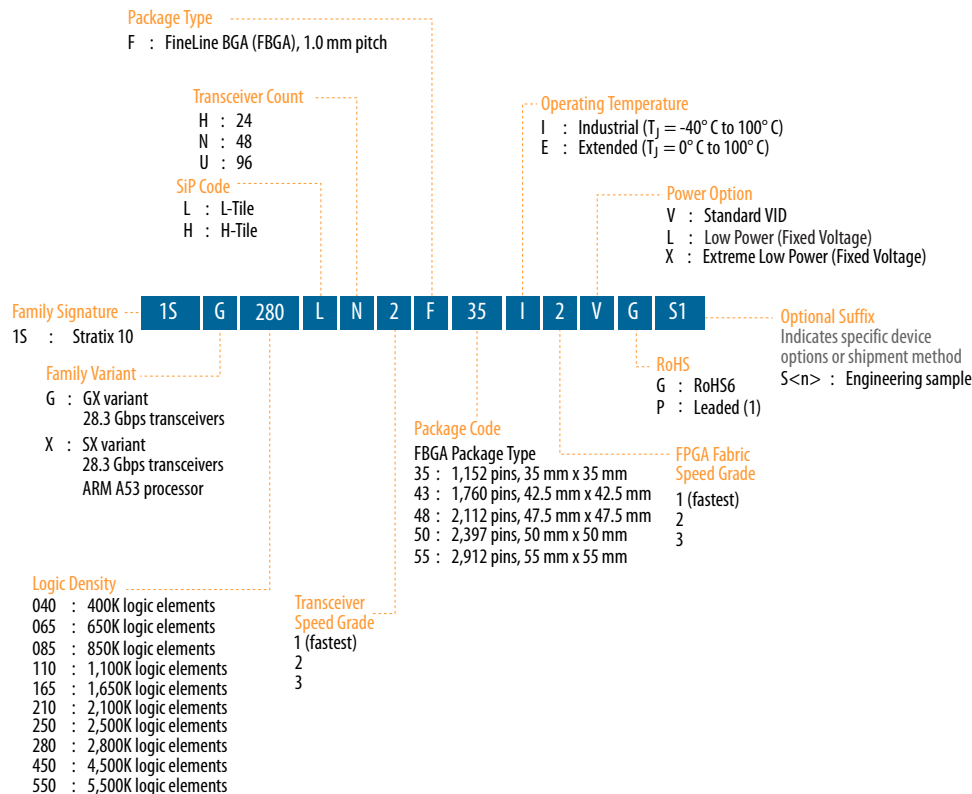 Package Type
F : FineLine BGA (FBGA), 1.0 mm pitch
Transceiver Count
H : 24
N : 48
U : 96
SiP Code
L : L-Tile
H : H-Tile
Operating Temperature
I : Industrial (TJ = -40° C to 100° C)
E : Extended (TJ = 0° C to 100° C)
Power Option
V : Standard VID
L : Low Power (Fixed Voltage)
X : Extreme Low Power (Fixed Voltage)
Family Signature
1S : Stratix 10
1S G 280 L N 2 F 35 I 2 V G S1
Optional Suffix
Indicates specific device
options or shipment method
S<n> : Engineering sample
Family Variant
G : GX variant
28.3 Gbps transceivers
X : SX variant
28.3 Gbps transceivers
ARM A53 processor
RoHS
G : RoHS6
P : Leaded (1)
Package Code
FBGA Package Type
35 : 1,152 pins, 35 mm x 35 mm
43 : 1,760 pins, 42.5 mm x 42.5 mm
48 : 2,112 pins, 47.5 mm x 47.5 mm
50 : 2,397 pins, 50 mm x 50 mm
55 : 2,912 pins, 55 mm x 55 mm
FPGA Fabric
Speed Grade
1 (fastest)
2
3
Logic Density
040 : 400K logic elements
065 : 650K logic elements
085 : 850K logic elements
110 : 1,100K logic elements
165 : 1,650K logic elements
210 : 2,100K logic elements
250 : 2,500K logic elements
280 : 2,800K logic elements
450 : 4,500K logic elements
550 : 5,500K logic elements
Transceiver
Speed Grade
1 (fastest)
2
3